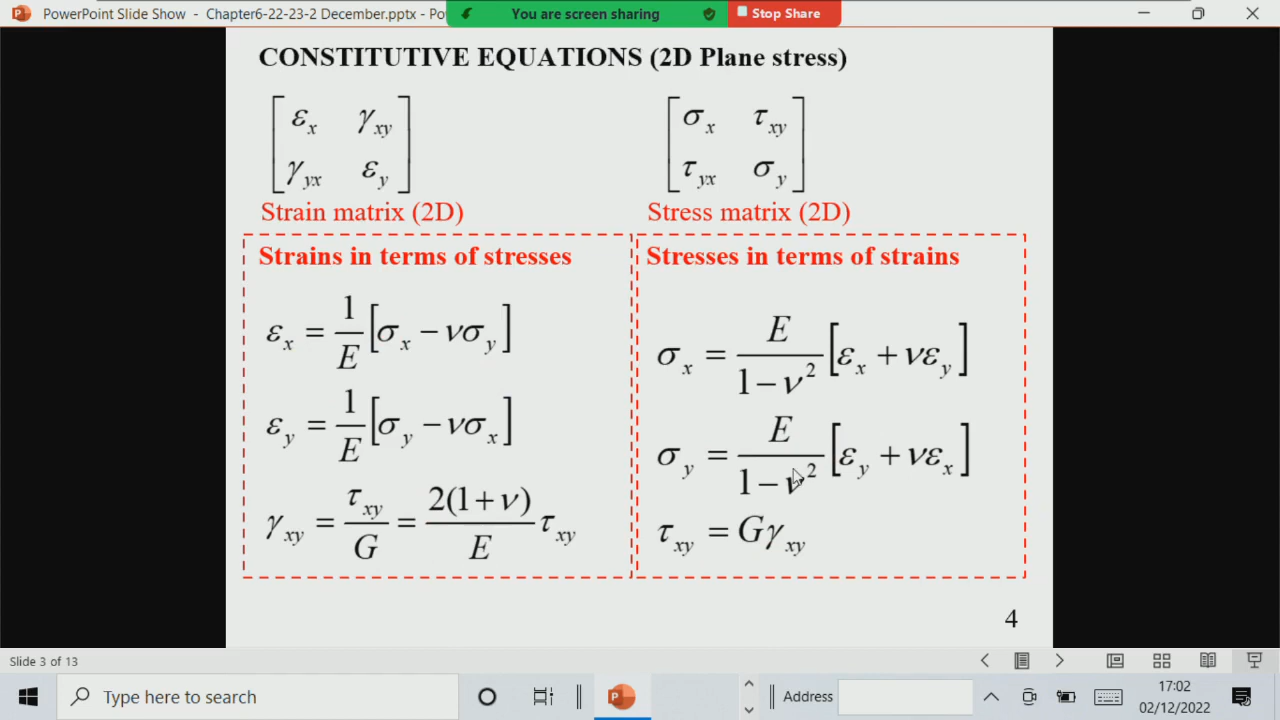 PowerPoint Slide Show - Chapter6-22-23-2 December.pptx - Po
You are screen sharing
Stop Share
CONSTITUTIVE EQUATIONS (2D Plane stress)
[ε_x γ_xy
γ_yx ε_y]
[σ_x τ_xy
τ_yx σ_y]
Strain matrix (2D)
Stress matrix (2D)
Strains in terms of stresses
ε_x = 1/E [σ_x − νσ_y]
ε_y = 1/E [σ_y − νσ_x]
γ_xy = τ_xy/G = 2(1+ν)/E τ_xy
Stresses in terms of strains
σ_x = E/(1−ν²) [ε_x + νε_y]
σ_y = E/(1−ν²) [ε_y + νε_x]
τ_xy = Gγ_xy
4
Slide 3 of 13
Type here to search
Address
17:02
02/12/2022